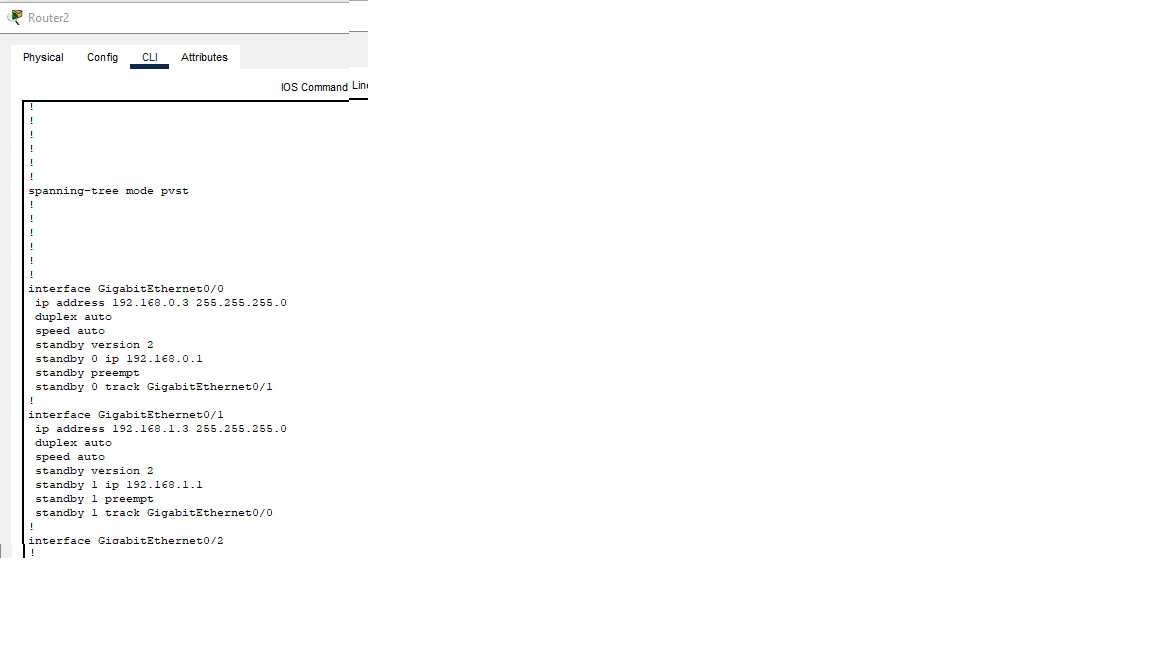 Router2
Physical Config CLI Attributes
IOS Command Line
!
!
!
!
!
!
spanning-tree mode pvst
!
!
!
!
!
!
interface GigabitEthernet0/0
ip address 192.168.0.3 255.255.255.0
duplex auto
speed auto
standby version 2
standby 0 ip 192.168.0.1
standby preempt
standby 0 track GigabitEthernet0/1
!
interface GigabitEthernet0/1
ip address 192.168.1.3 255.255.255.0
duplex auto
speed auto
standby version 2
standby 1 ip 192.168.1.1
standby 1 preempt
standby 1 track GigabitEthernet0/0
!
interface GigabitEthernet0/2
!